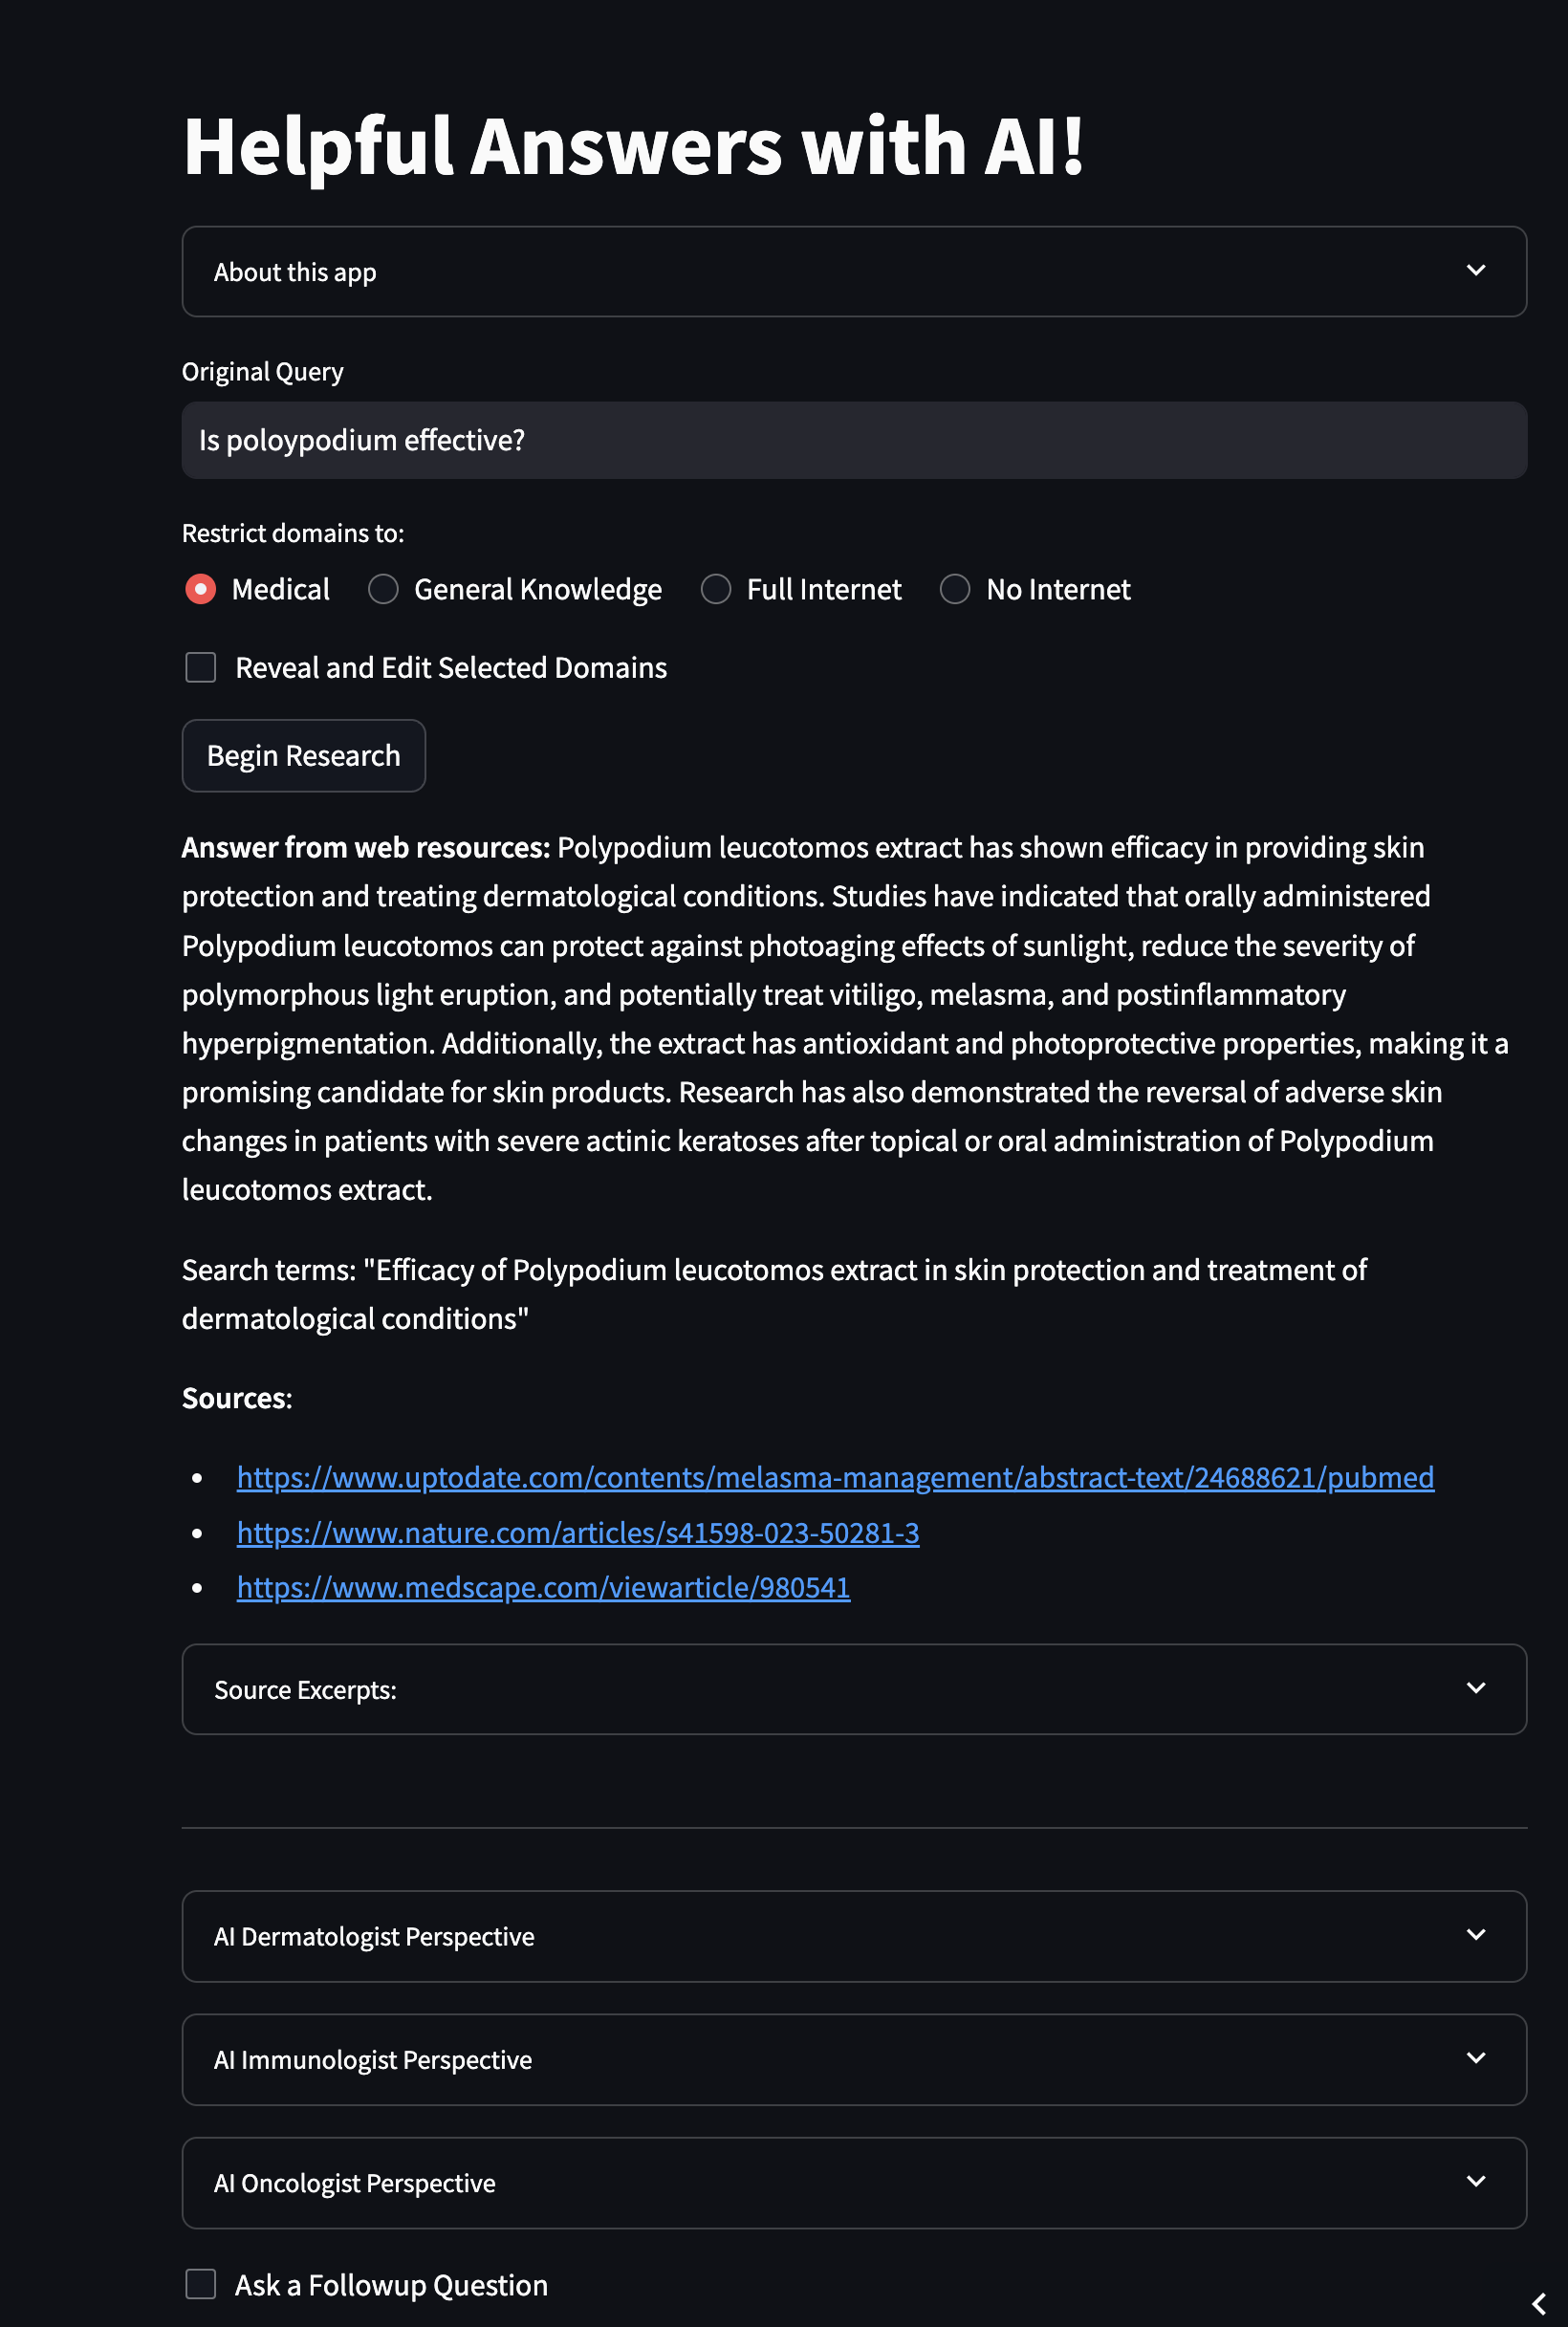 Helpful Answers with AI!
About this app
Original Query
Is poloypodium effective?
Restrict domains to:
Medical General Knowledge Full Internet No Internet
Reveal and Edit Selected Domains
Begin Research
Answer from web resources: Polypodium leucotomos extract has shown efficacy in providing skin
protection and treating dermatological conditions. Studies have indicated that orally administered
Polypodium leucotomos can protect against photoaging effects of sunlight, reduce the severity of
polymorphous light eruption, and potentially treat vitiligo, melasma, and postinflammatory
hyperpigmentation. Additionally, the extract has antioxidant and photoprotective properties, making it a
promising candidate for skin products. Research has also demonstrated the reversal of adverse skin
changes in patients with severe actinic keratoses after topical or oral administration of Polypodium
leucotomos extract.
Search terms: "Efficacy of Polypodium leucotomos extract in skin protection and treatment of
dermatological conditions"
Sources:
https://www.uptodate.com/contents/melasma-management/abstract-text/24688621/pubmed
https://www.nature.com/articles/s41598-023-50281-3
https://www.medscape.com/viewarticle/980541
Source Excerpts:
AI Dermatologist Perspective
AI Immunologist Perspective
AI Oncologist Perspective
Ask a Followup Question